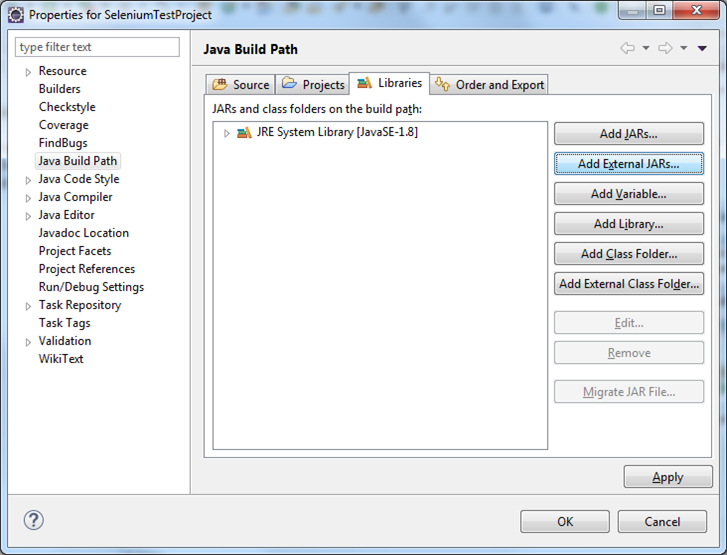 Properties for SeleniumTestProject
type filter text
Resource
Builders
Checkstyle
Coverage
FindBugs
Java Build Path
Java Code Style
Java Compiler
Java Editor
Javadoc Location
Project Facets
Project References
Run/Debug Settings
Task Repository
Task Tags
Validation
WikiText
Java Build Path
Source Projects Libraries Order and Export
JARs and class folders on the build path:
JRE System Library [JavaSE-1.8]
Add JARs...
Add External JARs...
Add Variable...
Add Library...
Add Class Folder...
Add External Class Folder...
Edit...
Remove
Migrate JAR File...
Apply
OK Cancel